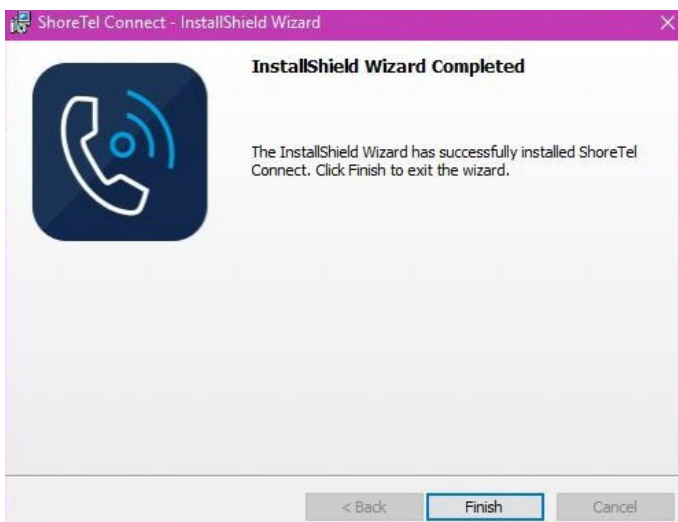 ShoreTel Connect - InstallShield Wizard
InstallShield Wizard Completed
The InstallShield Wizard has successfully installed ShoreTel
Connect. Click Finish to exit the wizard.
< Back
Finish
Cancel